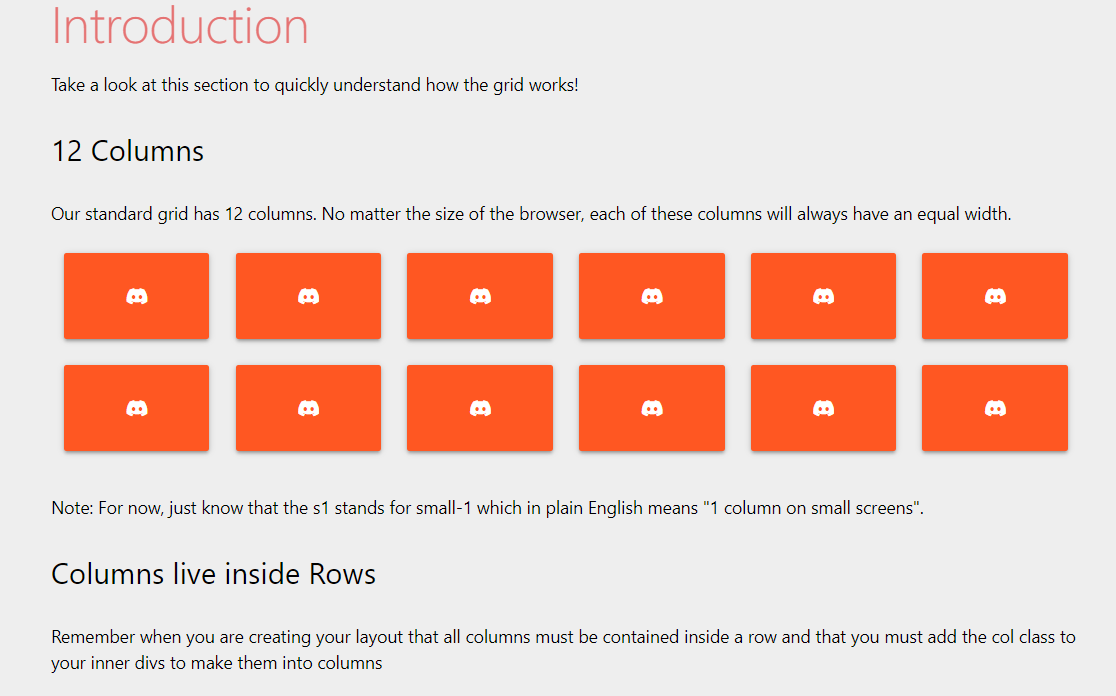 Introduction
Take a look at this section to quickly understand how the grid works!
12 Columns
Our standard grid has 12 columns. No matter the size of the browser, each of these columns will always have an equal width.
Note: For now, just know that the s1 stands for small-1 which in plain English means "1 column on small screens".
Columns live inside Rows
Remember when you are creating your layout that all columns must be contained inside a row and that you must add the col class to
your inner divs to make them into columns